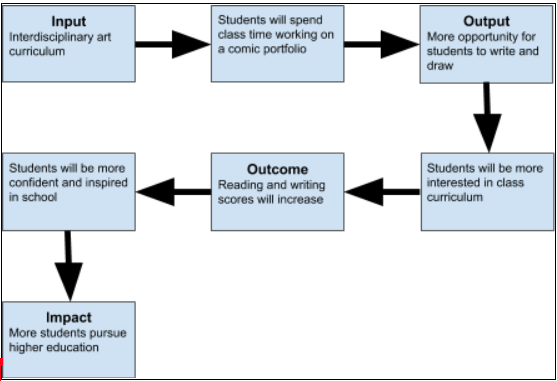 Input
Interdisciplinary art
curriculum
Students will spend
class time working on
a comic portfolio
Output
More opportunity for
students to write and
draw
Students will be more
interested in class
curriculum
Outcome
Reading and writing
scores will increase
Students will be more
confident and inspired
in school
Impact
More students pursue
higher education